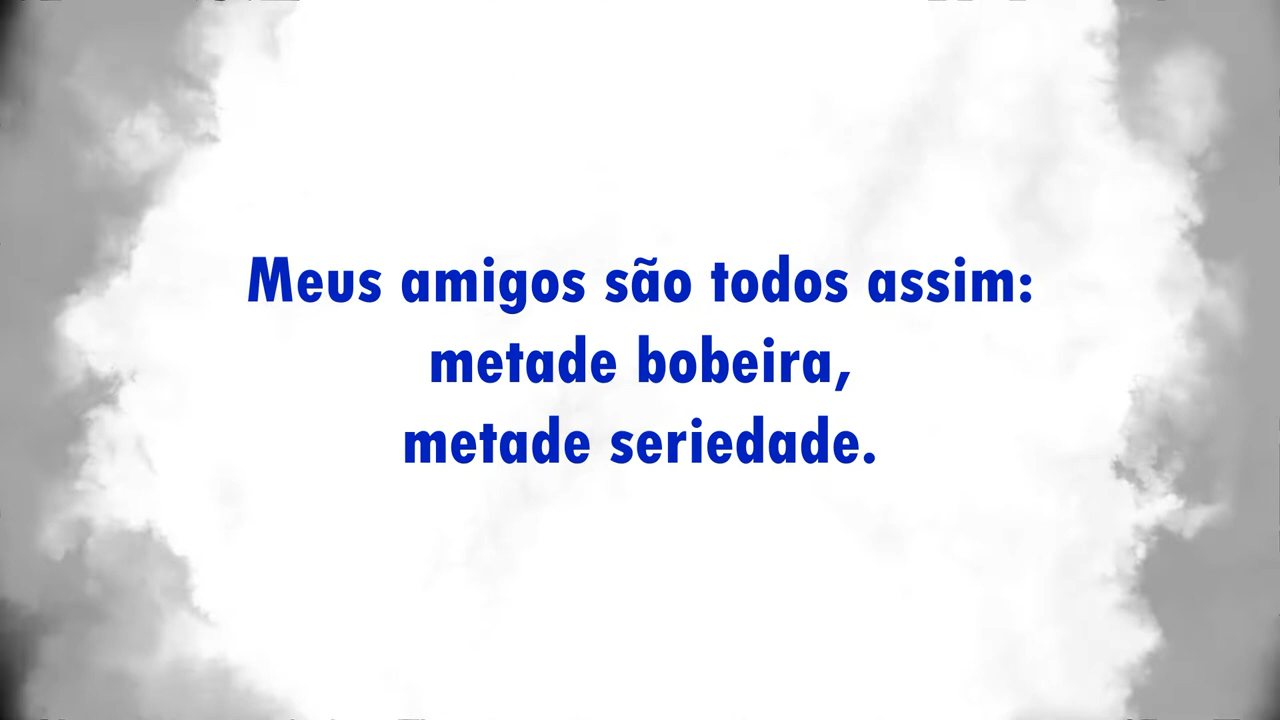 Meus amigos são todos assim:
metade bobeira,
metade seriedade.